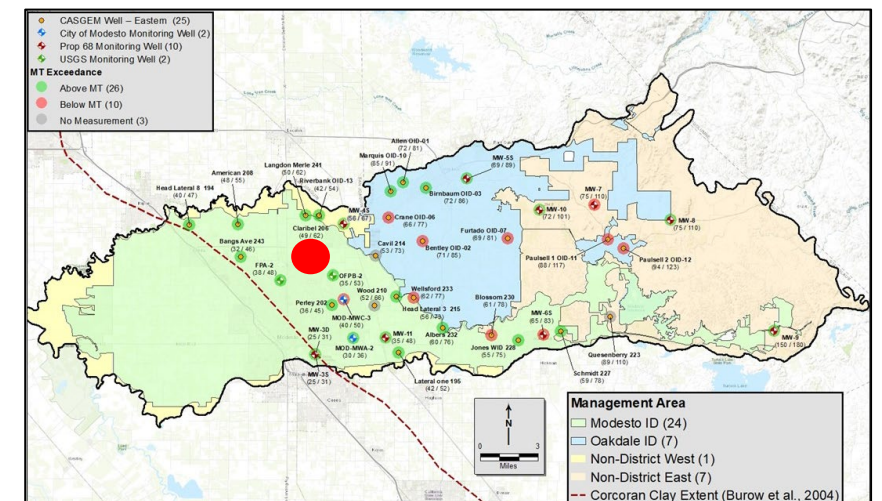 CASGEM Well – Eastern (25)
City of Modesto Monitoring Well (2)
Prop 68 Monitoring Well (10)
USGS Monitoring Well (2)
MT Exceedance
Above MT (26)
Below MT (10)
No Measurement (3)
Allen OID-01
(72 / 81)
Marquis OID-10
(85 / 91)
Langdon Merle 241
(50 / 62)
MW-5S
(69 / 89)
American 208
(48 / 55)
Riverbank OID-13
(42 / 54)
Head Lateral 8 194
(40 / 47)
Birnbaum OID-03
(72 / 86)
MW-7
(75 / 110)
MW-10
(72 / 101)
MW-8
(75 / 110)
Crane OID-06
(66 / 77)
Claribel 206
(49 / 62)
Furtado OID-07
(69 / 81)
Bangs Ave 243
(32 / 46)
Cavil 214
(53 / 73)
Bentley OID-02
(71 / 85)
Paulsell 1 OID-11
(88 / 117)
Paulsell 2 OID-12
(94 / 123)
FPA-2
(38 / 48)
OFPB-2
(35 / 53)
Wood 210
(52 / 66)
Wellsford 233
(62 / 77)
Blossom 230
(61 / 78)
Perley 202
(36 / 45)
Head Lateral 3 215
MOD-MWC-3
(40 / 50)
MW-6S
(65 / 83)
MW-3D
(25 / 31)
MW-11
(35 / 48)
Albers 232
(60 / 76)
MW-9
(150 / 180)
MOD-MWA-2
(30 / 36)
Jones WID 228
(55 / 75)
Quesenberry 223
(89 / 110)
MW-3S
(25 / 31)
Lateral one 195
(42 / 52)
Schmidt 227
(59 / 78)
N
0 3
Miles
Management Area
Modesto ID (24)
Oakdale ID (7)
Non-District West (1)
Non-District East (7)
Corcoran Clay Extent (Burow et al., 2004)